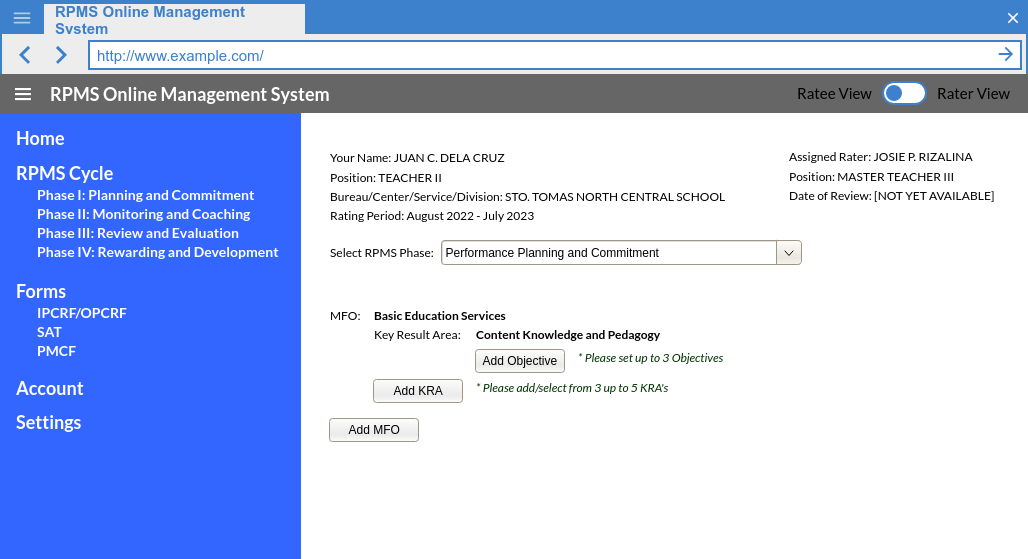 RPMS Online Management
System
http://www.example.com/
RPMS Online Management System
Ratee View
Rater View
Home
RPMS Cycle
Phase I: Planning and Commitment
Phase II: Monitoring and Coaching
Phase III: Review and Evaluation
Phase IV: Rewarding and Development
Forms
IPCRF/OPCRF
SAT
PMCF
Account
Settings
Your Name: JUAN C. DELA CRUZ
Position: TEACHER II
Bureau/Center/Service/Division: STO. TOMAS NORTH CENTRAL SCHOOL
Rating Period: August 2022 - July 2023
Assigned Rater: JOSIE P. RIZALINA
Position: MASTER TEACHER III
Date of Review: [NOT YET AVAILABLE]
Select RPMS Phase: Performance Planning and Commitment
MFO: Basic Education Services
Key Result Area: Content Knowledge and Pedagogy
Add Objective * Please set up to 3 Objectives
Add KRA * Please add/select from 3 up to 5 KRA's
Add MFO